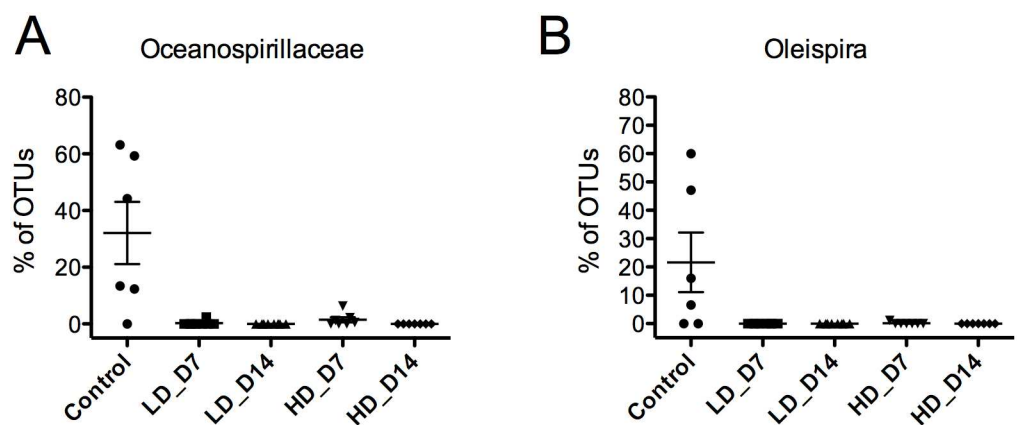 A
Oceanospirillaceae
% of OTUs
80
60
40
20
0
Control
LD_D7
LD_D14
HD_D7
HD_D14
B
Oleispira
% of OTUs
80
70
60
50
40
30
20
10
0
Control
LD_D7
LD_D14
HD_D7
HD_D14